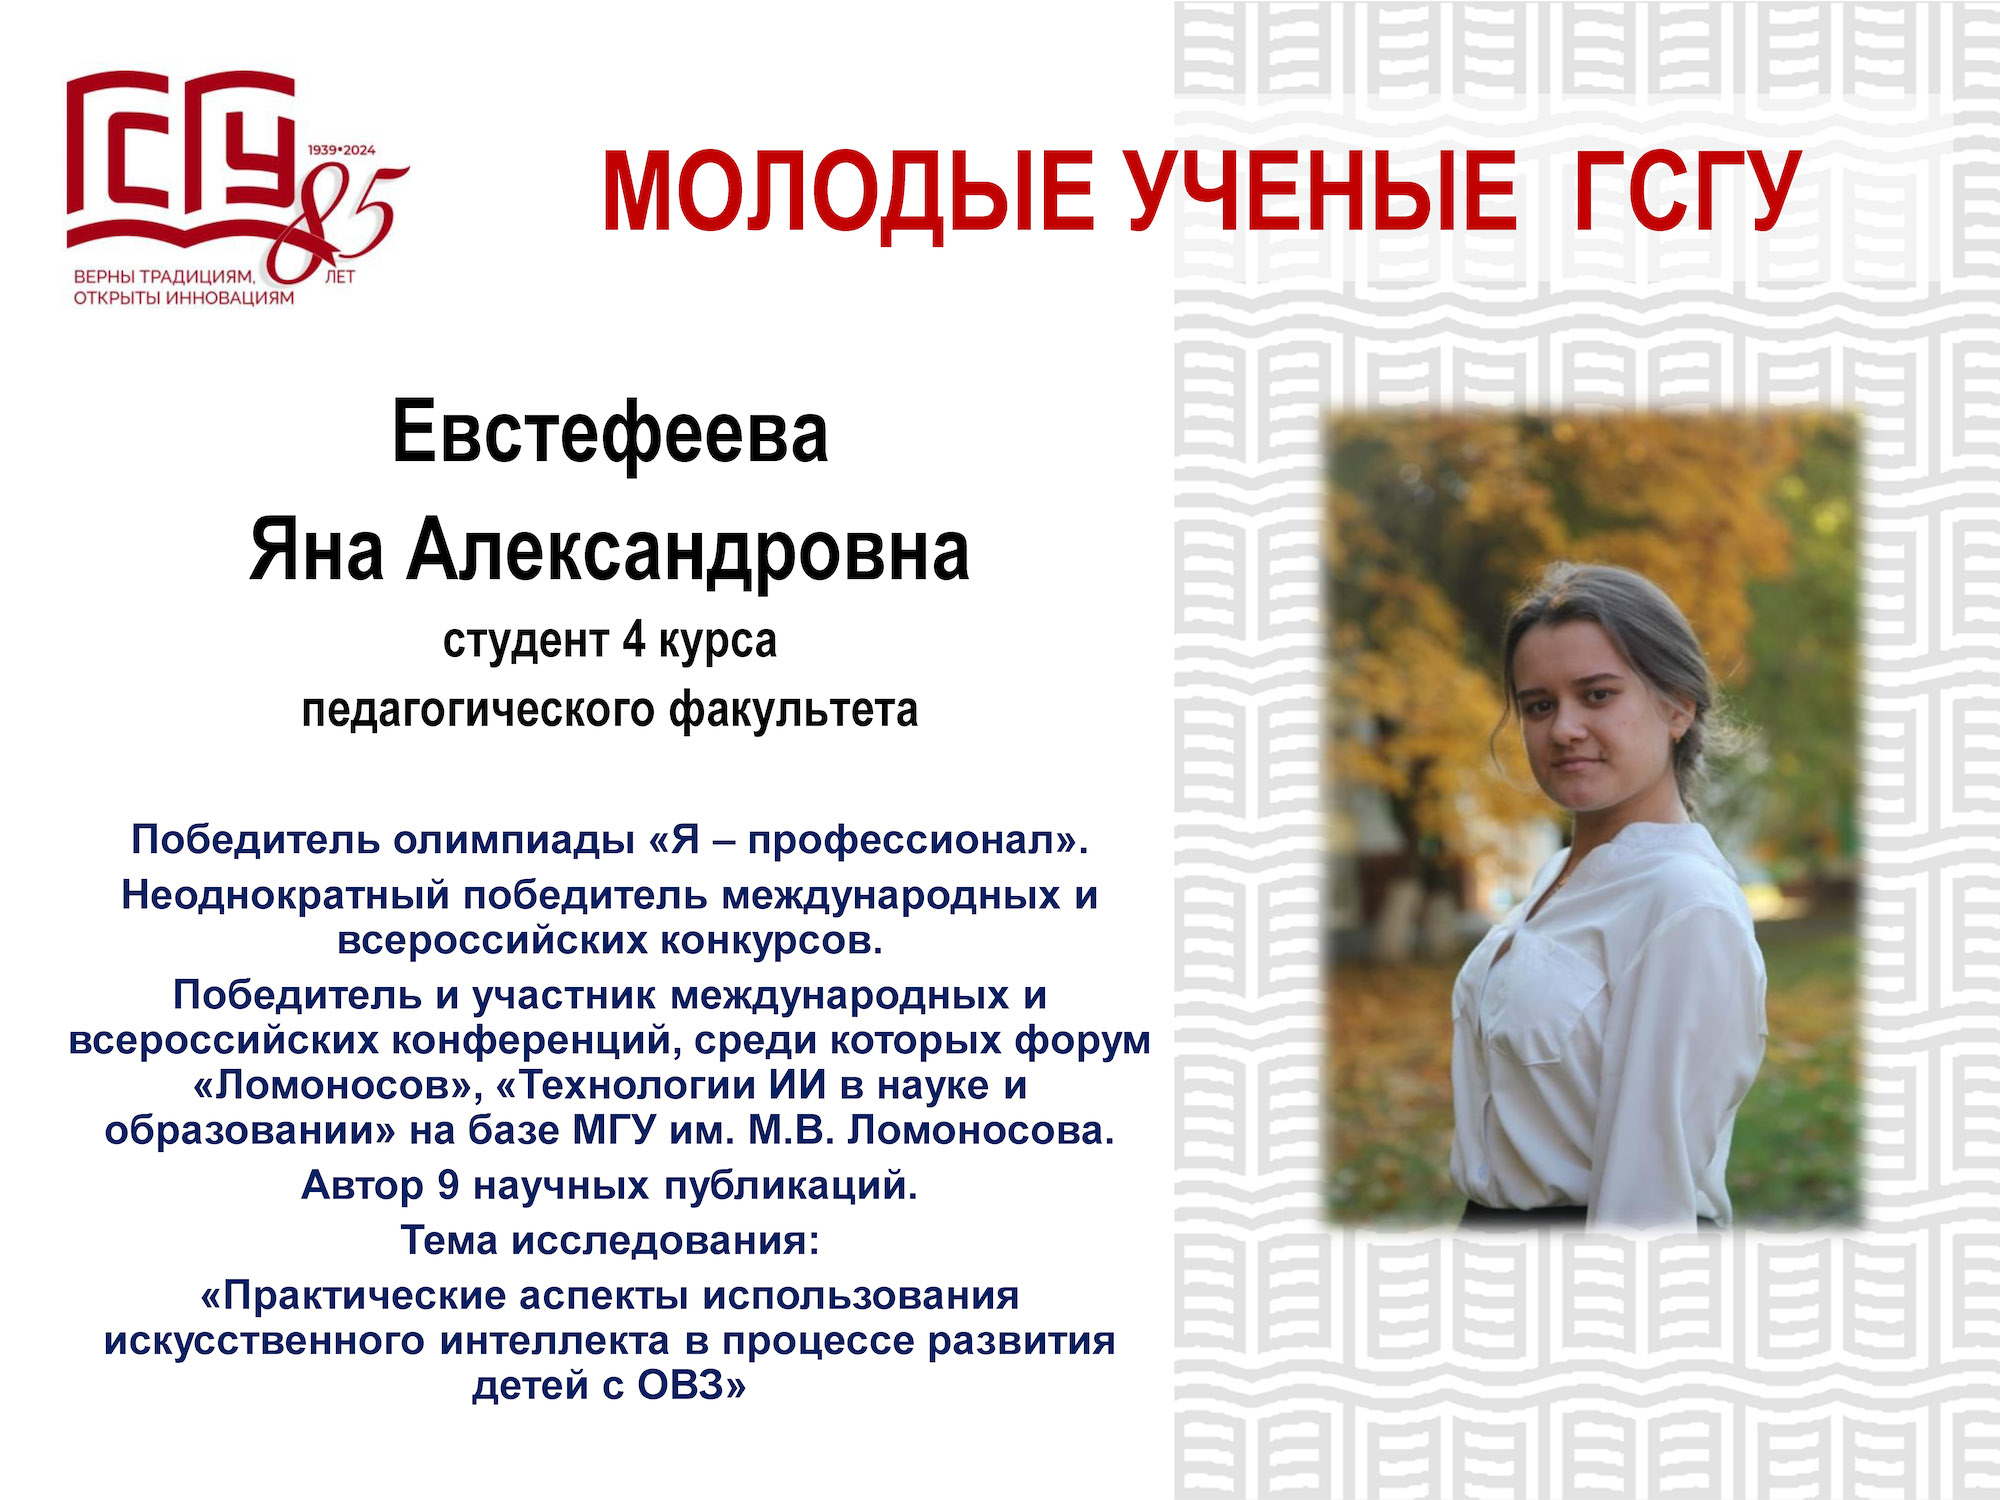 ГСГУ
1939•2024
85
ЛЕТ
ВЕРНЫ ТРАДИЦИЯМ,
ОТКРЫТЫ ИННОВАЦИЯМ
МОЛОДЫЕ УЧЕНЫЕ ГСГУ
Евстефеева
Яна Александровна
студент 4 курса
педагогического факультета
Победитель олимпиады «Я – профессионал».
Неоднократный победитель международных и
всероссийских конкурсов.
Победитель и участник международных и
всероссийских конференций, среди которых форум
«Ломоносов», «Технологии ИИ в науке и
образовании» на базе МГУ им. М.В. Ломоносова.
Автор 9 научных публикаций.
Тема исследования:
«Практические аспекты использования
искусственного интеллекта в процессе развития
детей с ОВЗ»